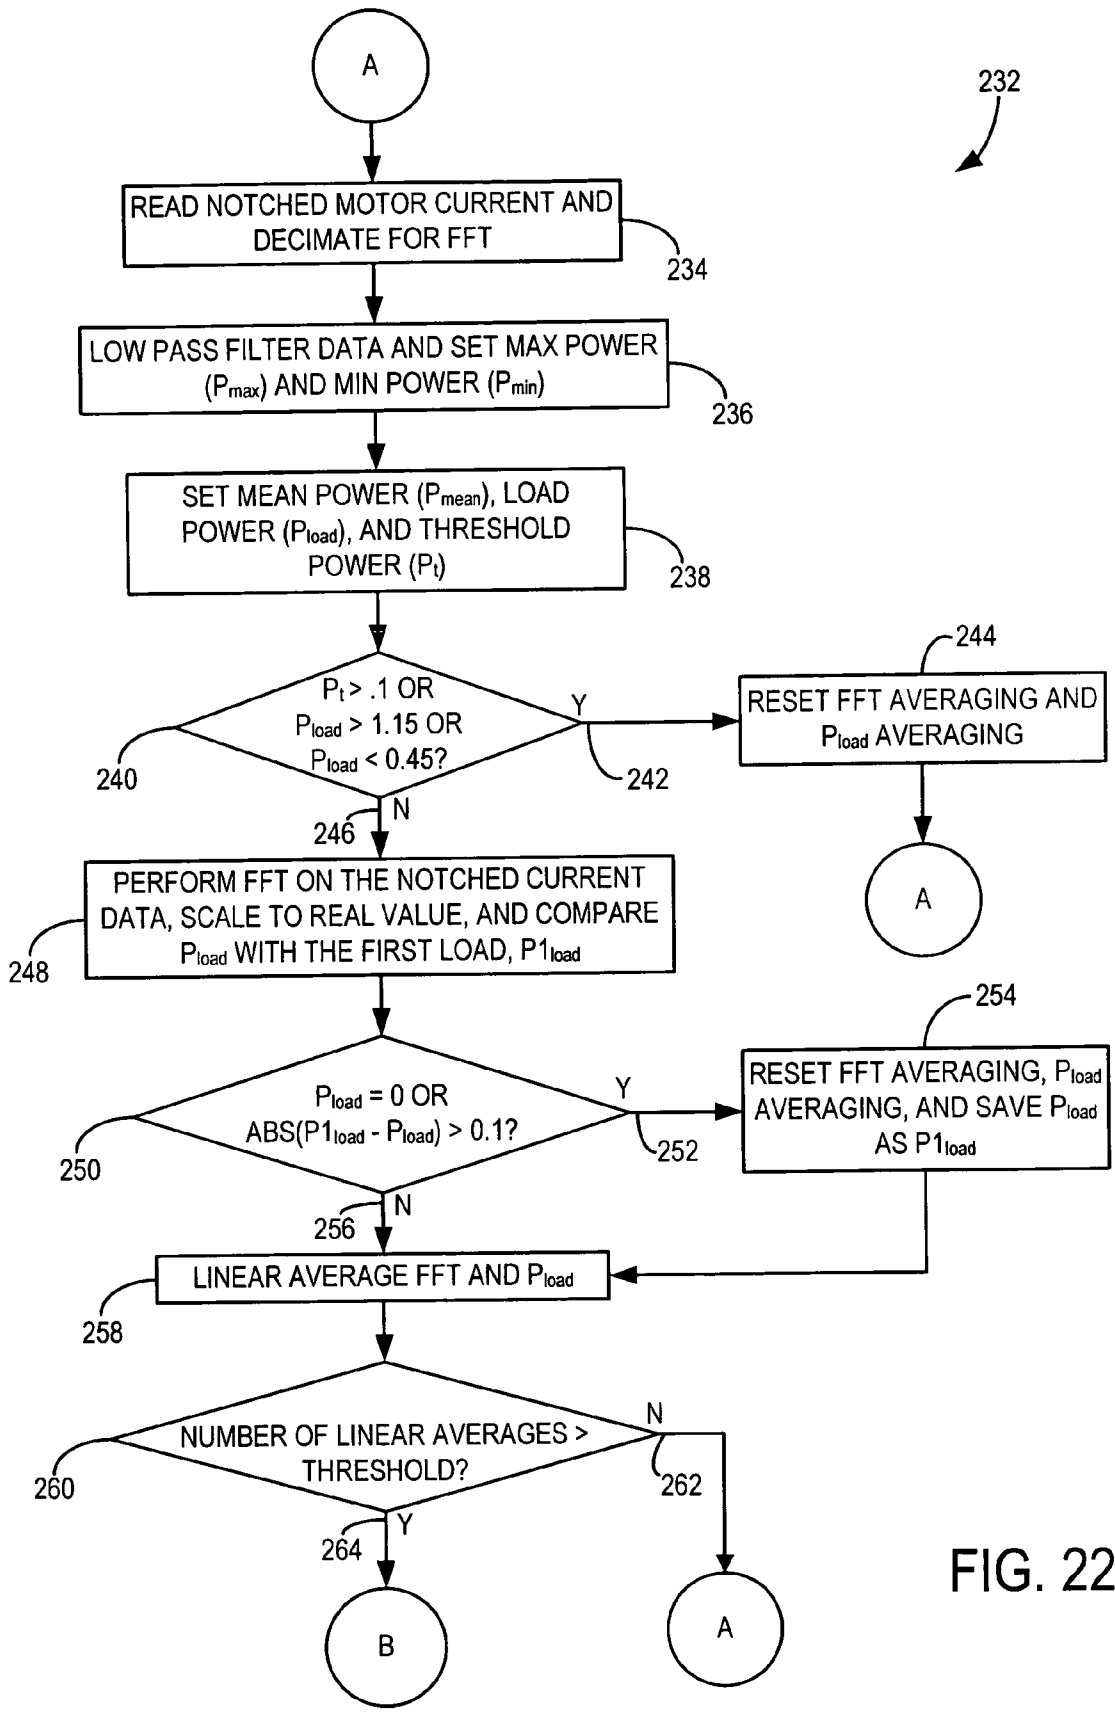 A
232
READ NOTCHED MOTOR CURRENT AND
DECIMATE FOR FFT
234
LOW PASS FILTER DATA AND SET MAX POWER
(Pmax) AND MIN POWER (Pmin)
236
SET MEAN POWER (Pmean), LOAD
POWER (Pload), AND THRESHOLD
POWER (Pt)
238
Pt > .1 OR
Pload > 1.15 OR
Pload < 0.45?
240
Y
242
244
RESET FFT AVERAGING AND
Pload AVERAGING
A
246
N
PERFORM FFT ON THE NOTCHED CURRENT
DATA, SCALE TO REAL VALUE, AND COMPARE
Pload WITH THE FIRST LOAD, P1load
248
Pload = 0 OR
ABS(P1load - Pload) > 0.1?
250
Y
252
254
RESET FFT AVERAGING, Pload
AVERAGING, AND SAVE Pload
AS P1load
256
N
LINEAR AVERAGE FFT AND Pload
258
NUMBER OF LINEAR AVERAGES >
THRESHOLD?
260
N
262
264
Y
B
A
FIG. 22